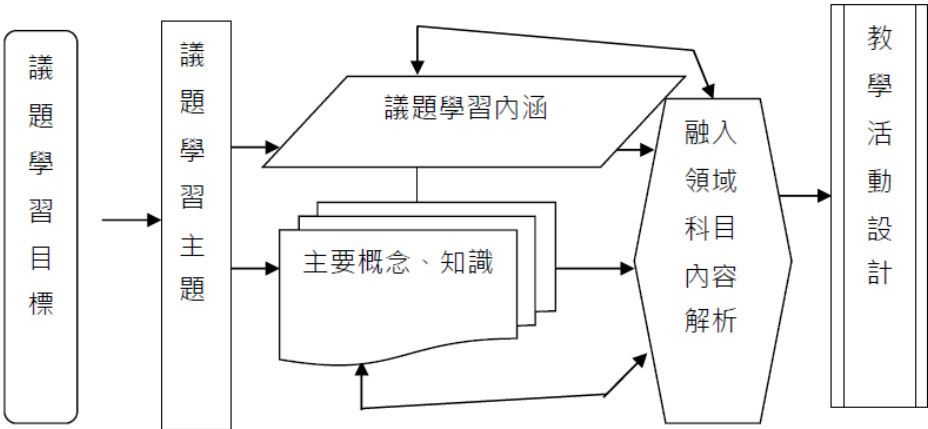 議題學習目標
議題學習主題
議題學習內涵
主要概念、知識
融入
領域
科目
內容
解析
教學活動設計